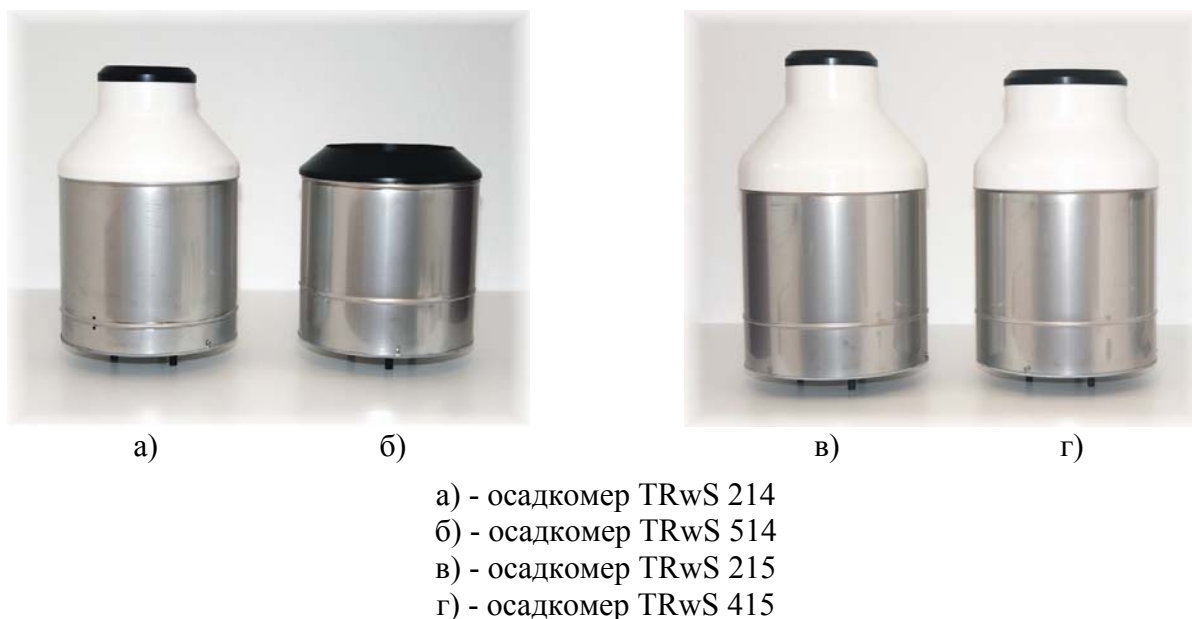 а) б) в) г)
а) - осадкомер TRwS 214
б) - осадкомер TRwS 514
в) - осадкомер TRwS 215
г) - осадкомер TRwS 415